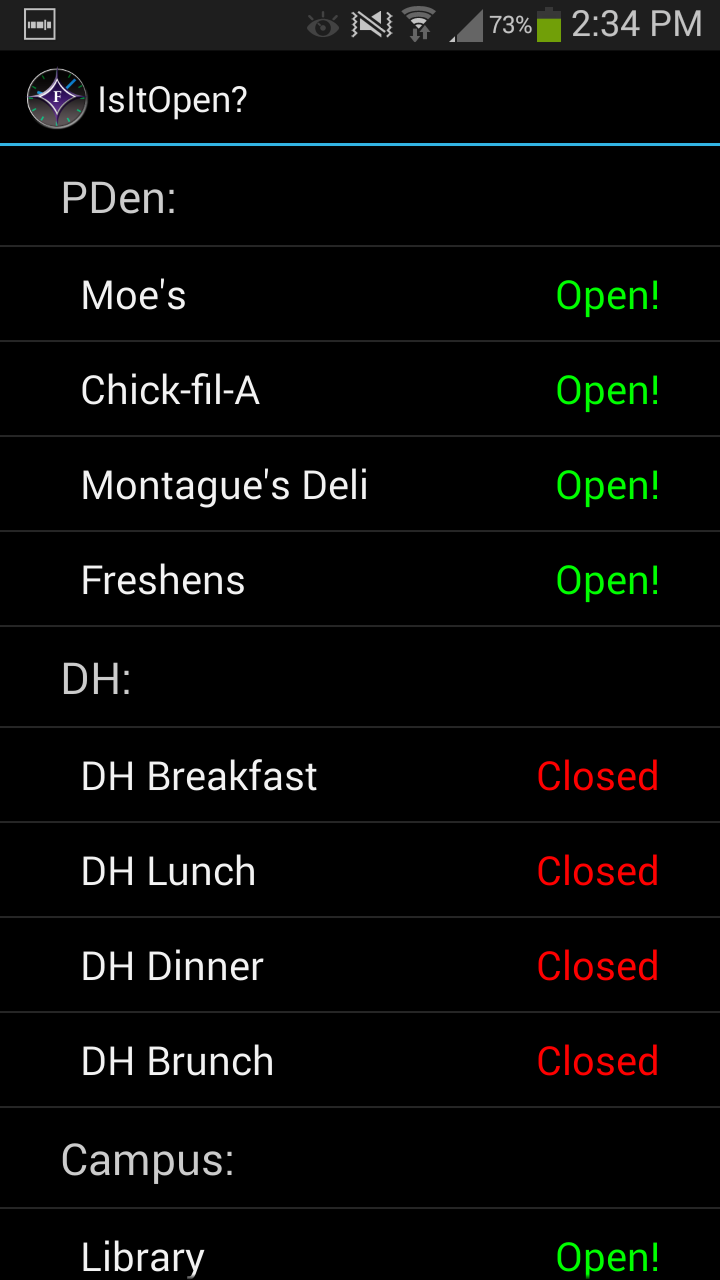 73% 2:34 PM
F
IsItOpen?
PDen:
Moe's Open!
Chick-fil-A Open!
Montague's Deli Open!
Freshens Open!
DH:
DH Breakfast Closed
DH Lunch Closed
DH Dinner Closed
DH Brunch Closed
Campus:
Library Open!